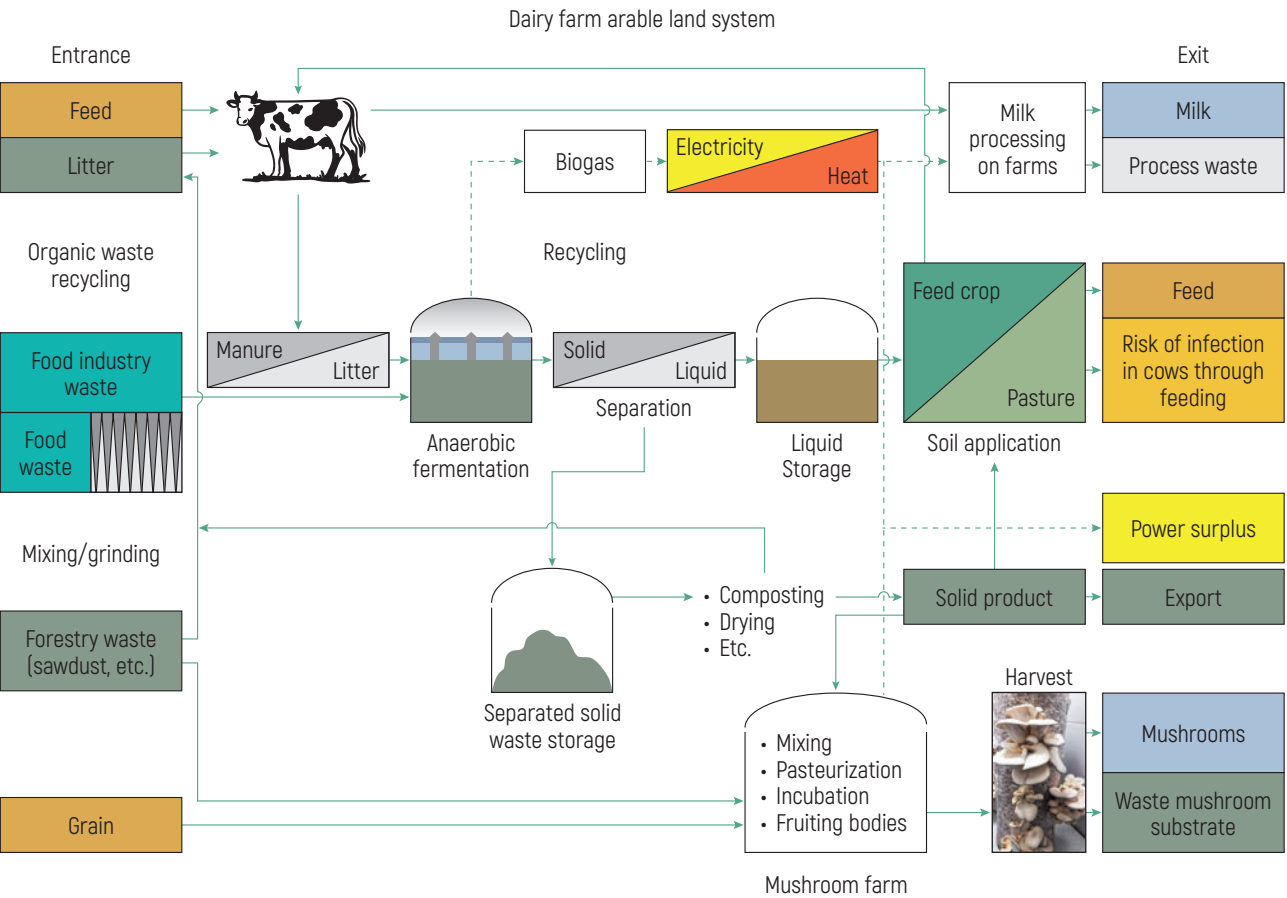 Dairy farm arable land system
Entrance
Exit
Feed
Litter
Milk
processing
on farms
Milk
Process waste
Biogas
Electricity
Heat
Organic waste
recycling
Recycling
Food industry
waste
Food
waste
Manure
Litter
Anaerobic
fermentation
Solid
Liquid
Separation
Liquid
Storage
Feed crop
Pasture
Soil application
Feed
Risk of infection
in cows through
feeding
Mixing/grinding
Power surplus
Forestry waste
(sawdust, etc.)
Separated solid
waste storage
• Composting
• Drying
• Etc.
Solid product
Export
Harvest
Grain
• Mixing
• Pasteurization
• Incubation
• Fruiting bodies
Mushroom farm
Mushrooms
Waste mushroom
substrate